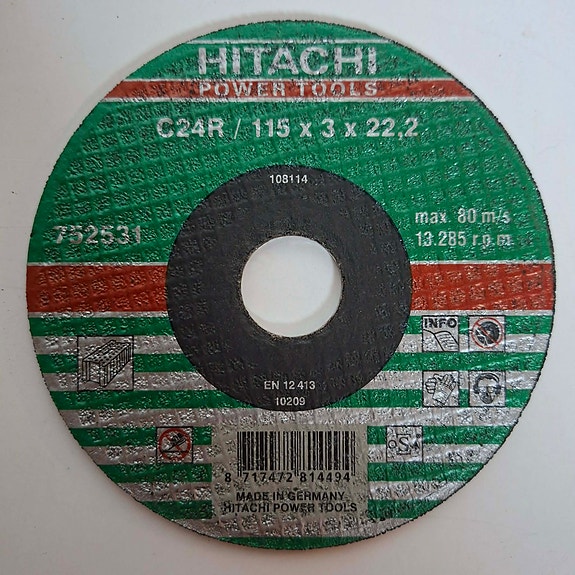 HITACHI
POWER TOOLS
C24R / 115 x 3 x 22,2
108114
752531
max. 80 m/s
13.285 r.p.m
INFO
EN 12 413
10209
oSa
8 717472 814494
MADE IN GERMANY
HITACHI POWER TOOLS